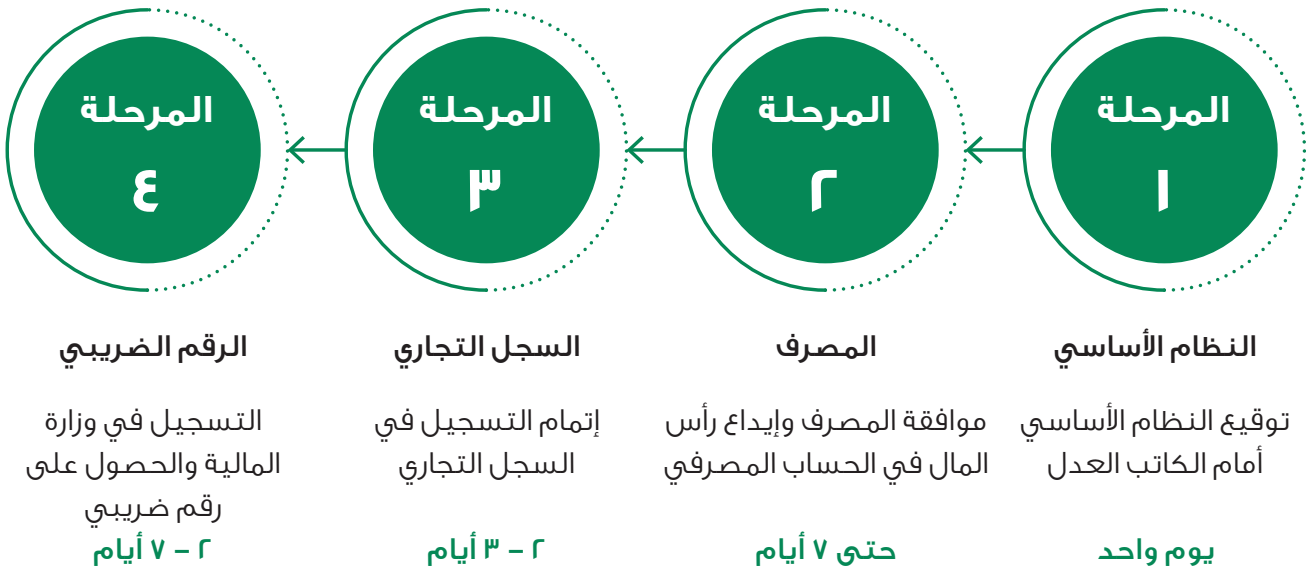 المرحلة
١
النظام الأساسي
توقيع النظام الأساسي
أمام الكاتب العدل
يوم واحد
المرحلة
٢
المصرف
موافقة المصرف وإيداع رأس
المال في الحساب المصرفي
حتى ٧ أيام
المرحلة
٣
السجل التجاري
إتمام التسجيل في
السجل التجاري
٢ – ٣ أيام
المرحلة
٤
الرقم الضريبي
التسجيل في وزارة
المالية والحصول على
رقم ضريبي
٢ – ٧ أيام